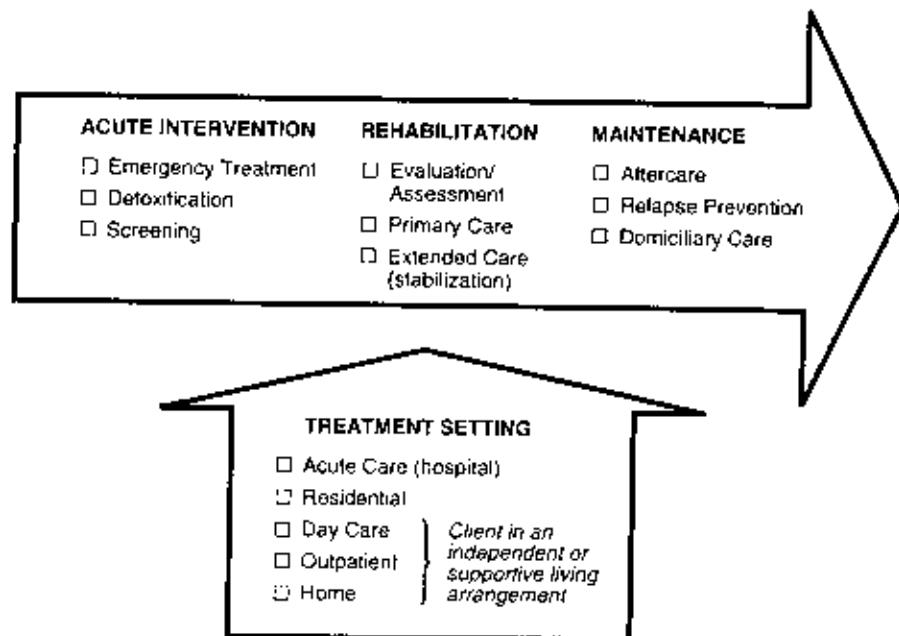 ACUTE INTERVENTION
☐ Emergency Treatment
☐ Detoxification
☐ Screening
REHABILITATION
☐ Evaluation/
Assessment
☐ Primary Care
☐ Extended Care
(stabilization)
MAINTENANCE
☐ Aftercare
☐ Relapse Prevention
☐ Domiciliary Care
TREATMENT SETTING
☐ Acute Care (hospital)
☐ Residential
☐ Day Care
☐ Outpatient
☐ Home
Client in an
independent or
supportive living
arrangement